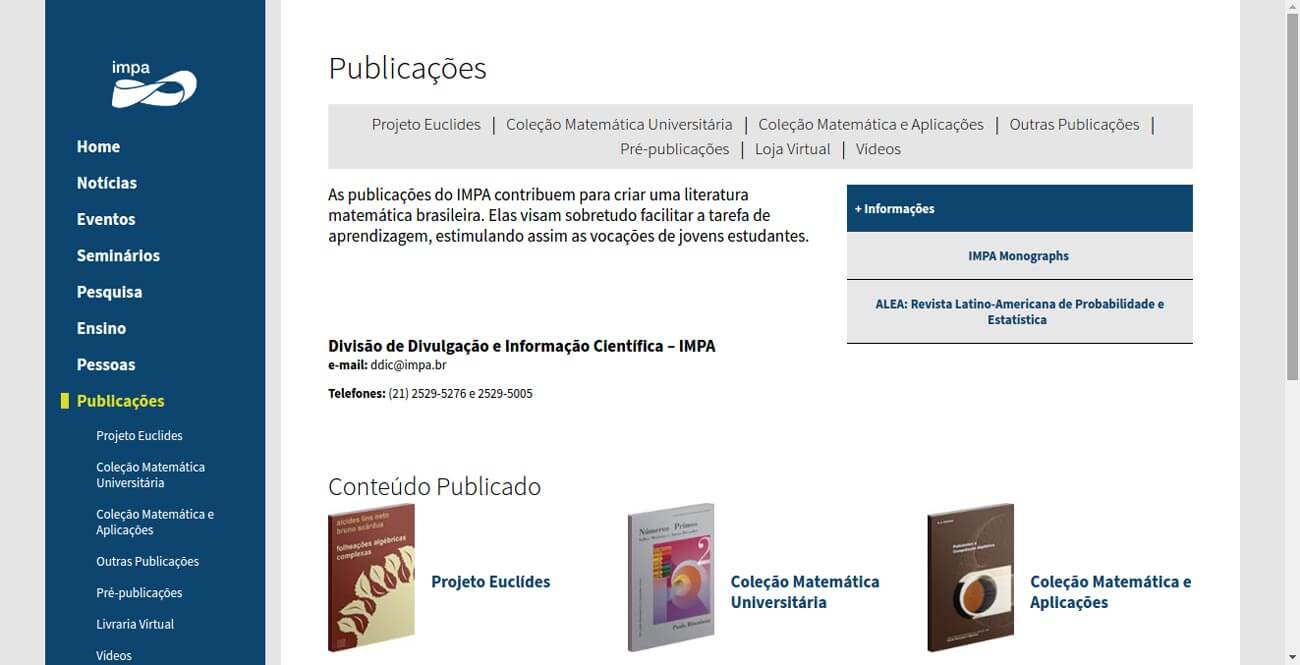 impa
Home
Notícias
Eventos
Seminários
Pesquisa
Ensino
Pessoas
Publicações
Projeto Euclides
Coleção Matemática
Universitária
Coleção Matemática e
Aplicações
Outras Publicações
Pré-publicações
Livraria Virtual
Vídeos
Publicações
Projeto Euclides | Coleção Matemática Universitária | Coleção Matemática e Aplicações | Outras Publicações |
Pré-publicações | Loja Virtual | Videos
As publicações do IMPA contribuem para criar uma literatura
matemática brasileira. Elas visam sobretudo facilitar a tarefa de
aprendizagem, estimulando assim as vocações de jovens estudantes.
+ Informações
IMPA Monographs
ALEA: Revista Latino-Americana de Probabilidade e
Estatística
Divisão de Divulgação e Informação Científica – IMPA
e-mail: ddic@impa.br
Telefones: (21) 2529-5276 e 2529-5005
Conteúdo Publicado
alcides lins neto
bruno scárdua
folheações algébricas
complexas
Projeto Euclídes
Números Primos
2
Paulo Ribenboim
Coleção Matemática
Universitária
Coleção Matemática e
Aplicações